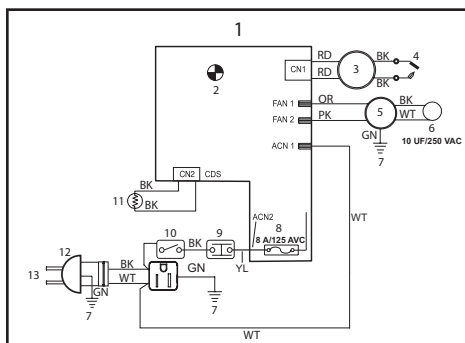 1
RD
BK
4
CN1
3
2
RD
BK
FAN 1
OR
BK
FAN 2
PK
5
WT
6
GN
10 UF/250 VAC
ACN 1
7
CN2
CDS
BK
11
BK
WT
ACN2
10
9
8
BK
8 A/125 AVC
12
YL
13
BK
GN
WT
GN
7
7
WT